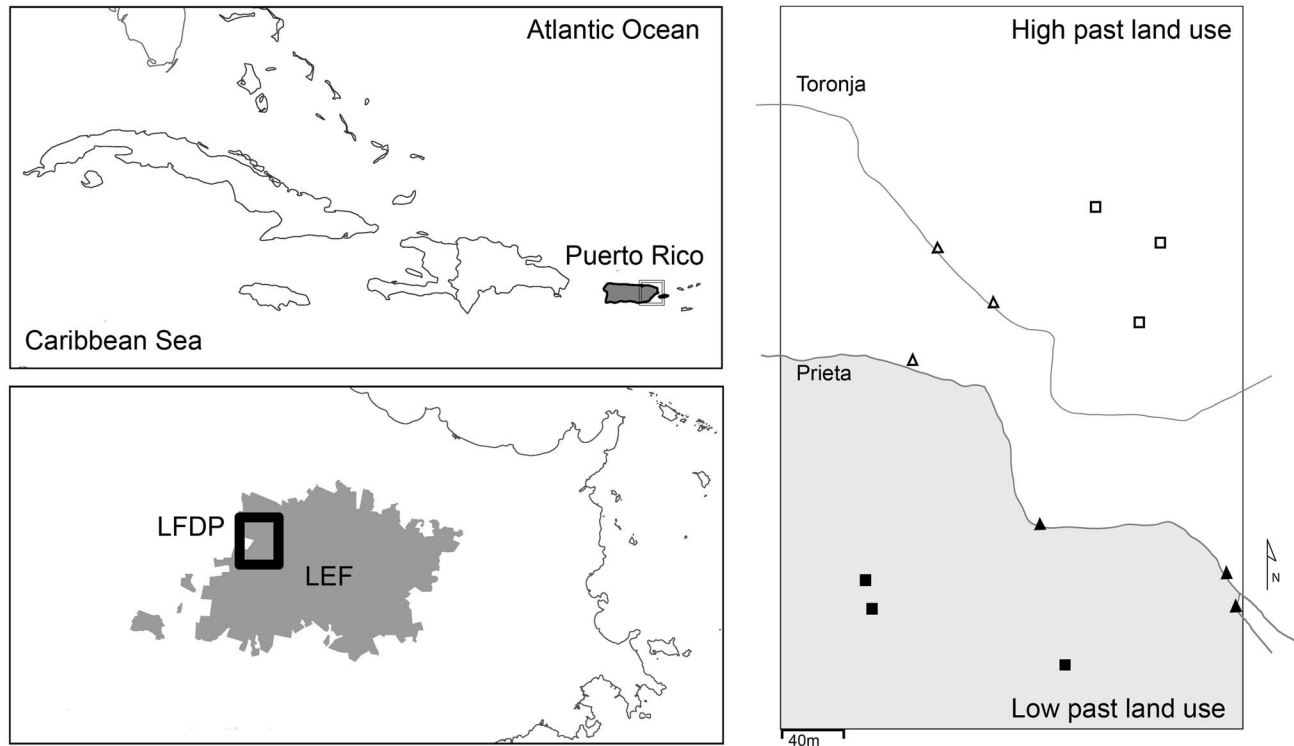 Atlantic Ocean
Puerto Rico
Caribbean Sea
LFDP
LEF
High past land use
Toronja
Prieta
N
Low past land use
40m